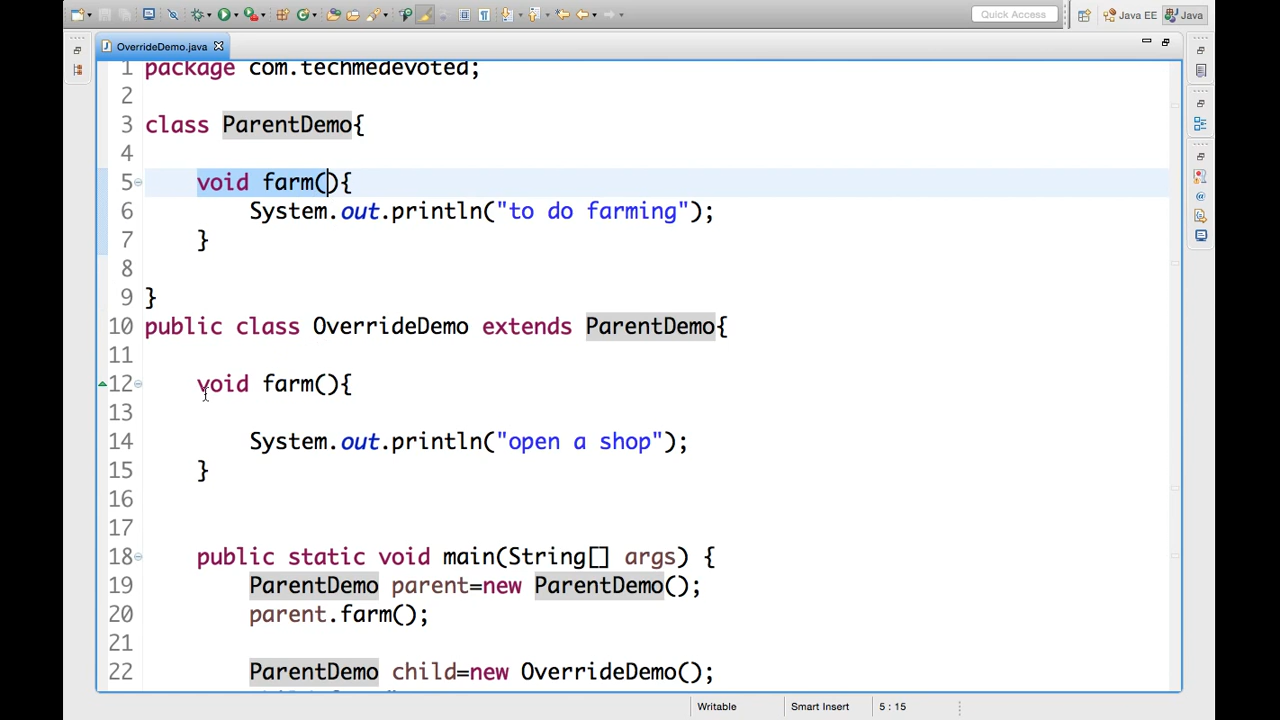 Quick Access
Java EE
Java
OverrideDemo.java
1 package com.techmedevoted;
2
3 class ParentDemo{
4
5 void farm(){
6 System.out.println("to do farming");
7 }
8
9 }
10 public class OverrideDemo extends ParentDemo{
11
12 void farm(){
13
14 System.out.println("open a shop");
15 }
16
17
18 public static void main(String[] args) {
19 ParentDemo parent=new ParentDemo();
20 parent.farm();
21
22 ParentDemo child=new OverrideDemo();
Writable
Smart Insert
5 : 15